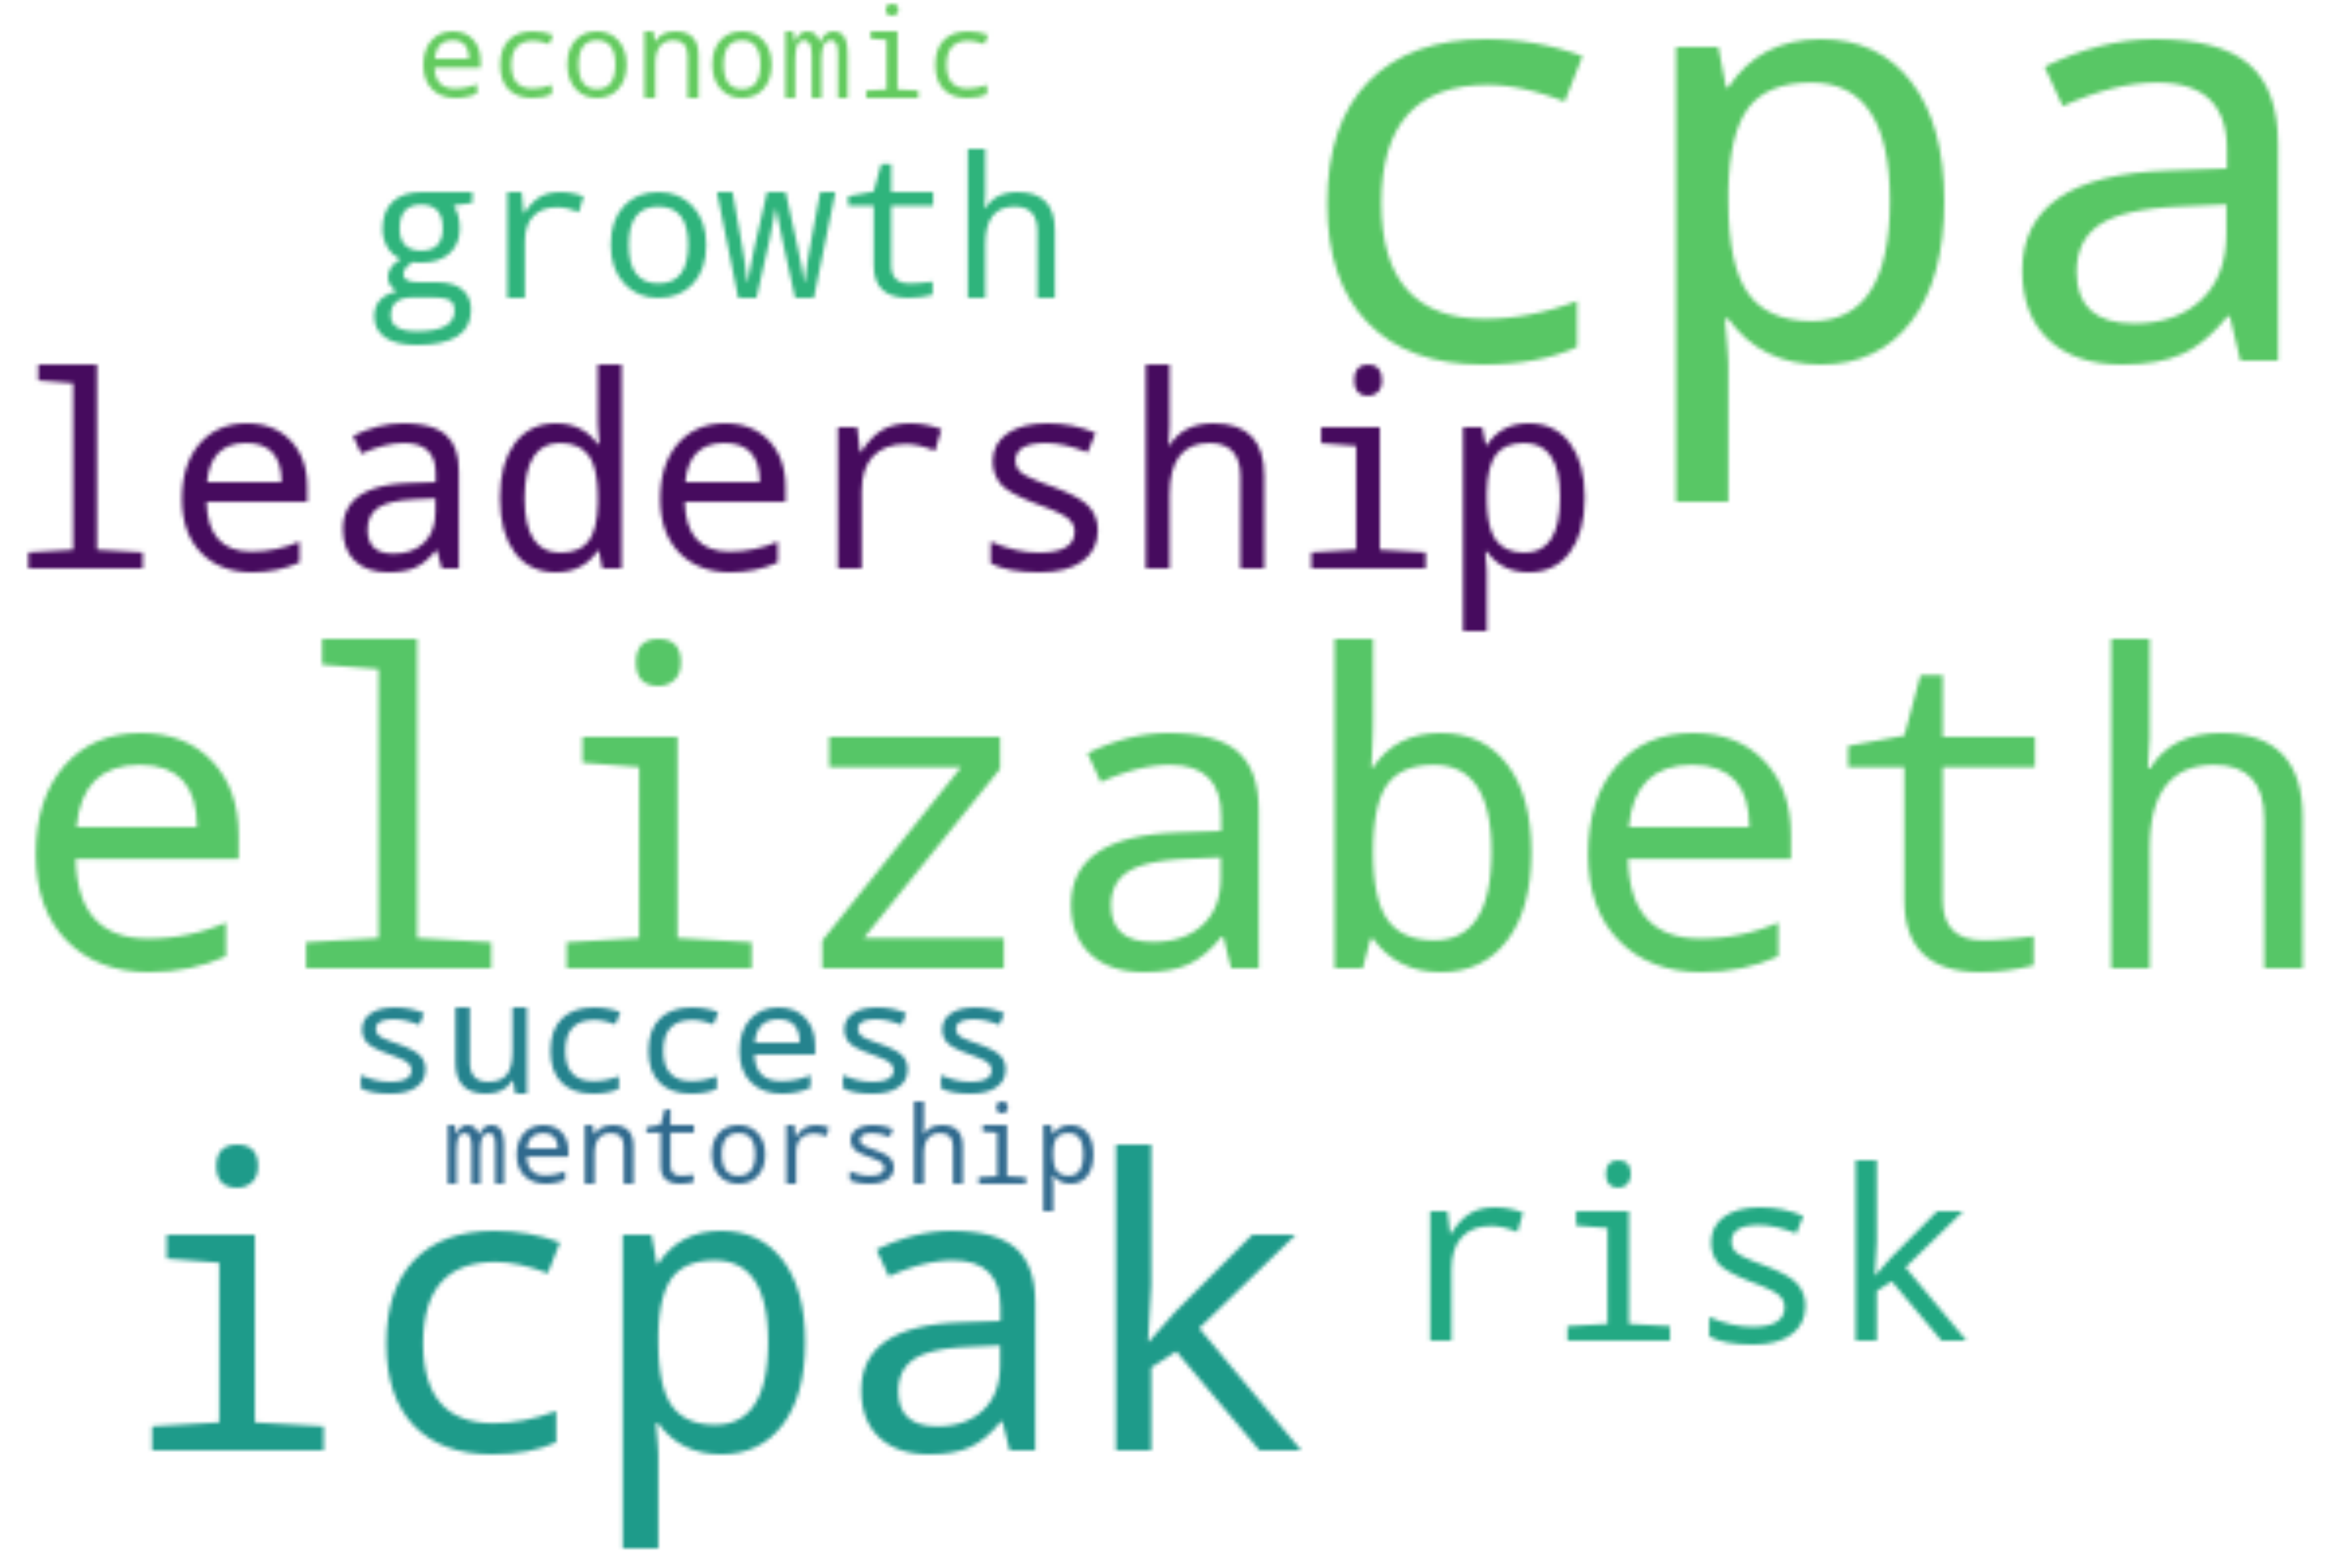 economic
cpa
growth
leadership
elizabeth
success
mentorship
icpak
risk